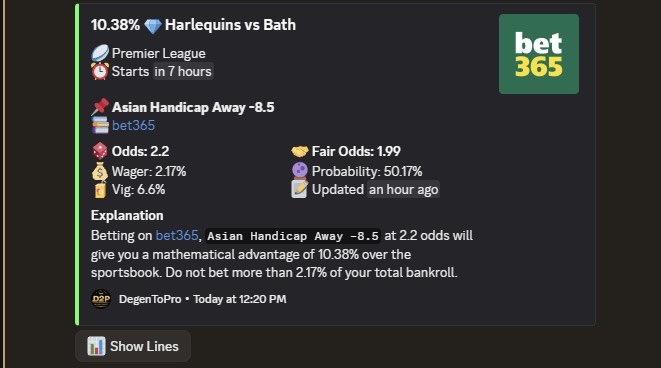 10.38% 💎 Harlequins vs Bath
bet
365
🏉 Premier League
⏰ Starts in 7 hours
📌 Asian Handicap Away -8.5
📚 bet365
🎲 Odds: 2.2
🤝 Fair Odds: 1.99
💰 Wager: 2.17%
🔮 Probability: 50.17%
🧃 Vig: 6.6%
📝 Updated an hour ago
Explanation
Betting on bet365, Asian Handicap Away -8.5 at 2.2 odds will
give you a mathematical advantage of 10.38% over the
sportsbook. Do not bet more than 2.17% of your total bankroll.
D2P DegenToPro • Today at 12:20 PM
📊 Show Lines